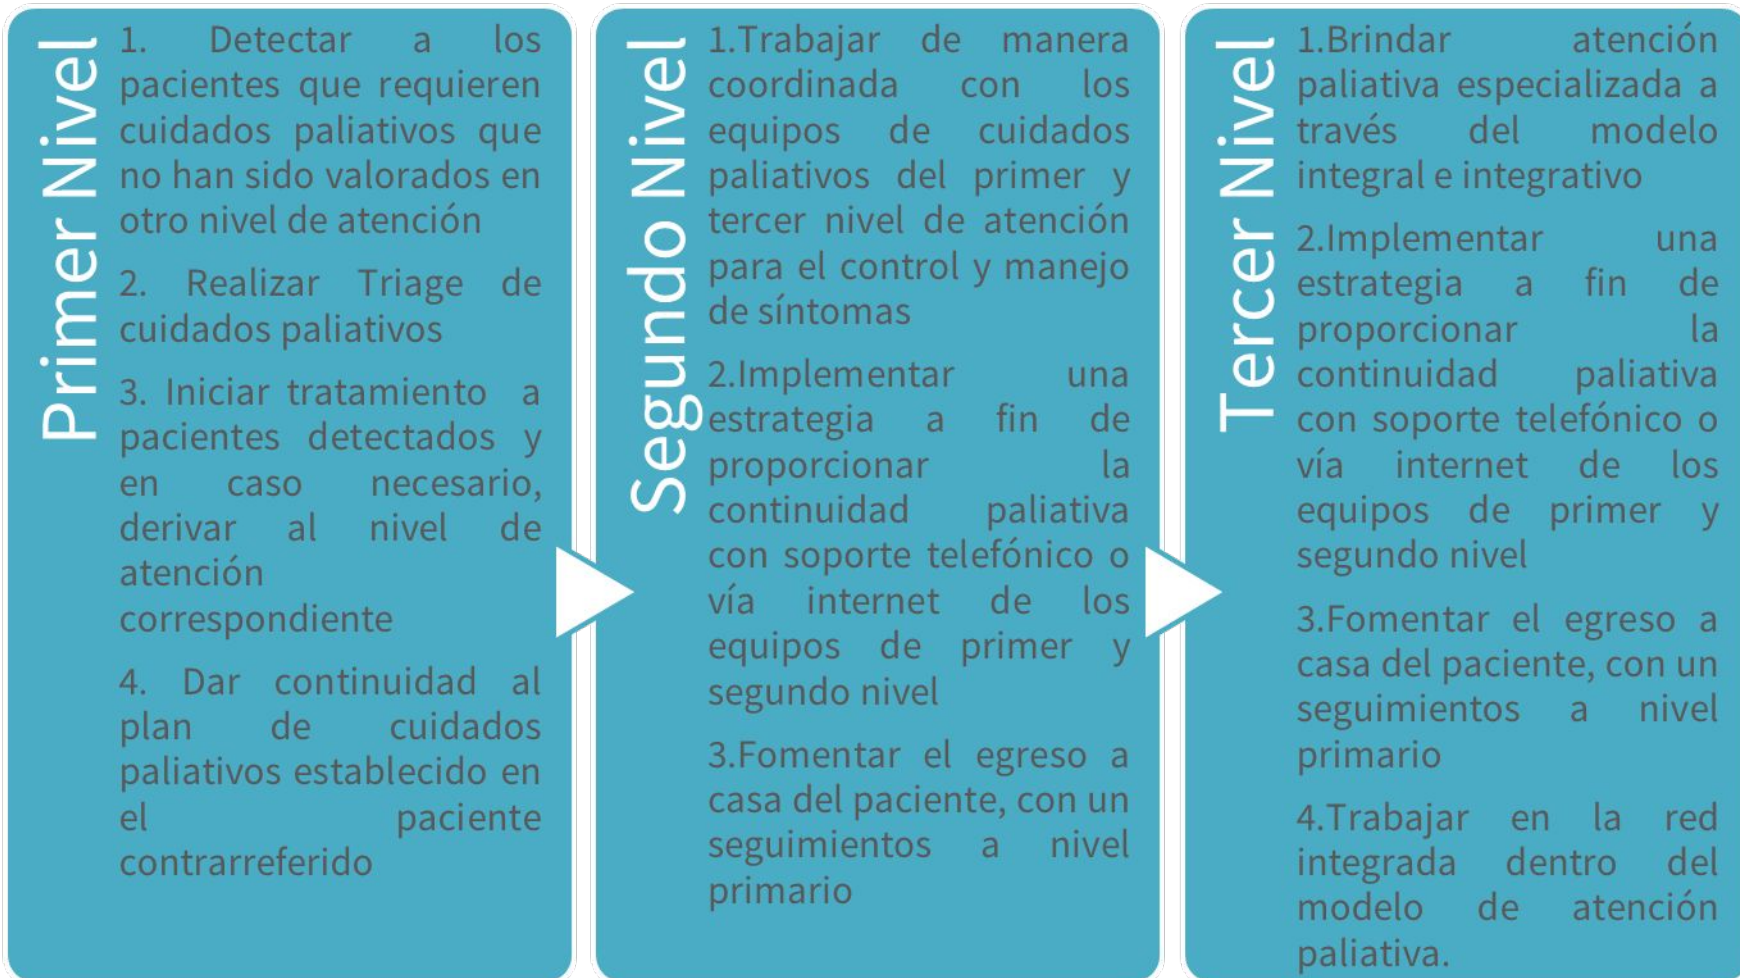 Primer Nivel
1. Detectar a los
pacientes que requieren
cuidados paliativos que
no han sido valorados en
otro nivel de atención
2. Realizar Triage de
cuidados paliativos
3. Iniciar tratamiento a
pacientes detectados y
en caso necesario,
derivar al nivel de
atención
correspondiente
4. Dar continuidad al
plan de cuidados
paliativos establecido en
el paciente
contrarreferido
Segundo Nivel
1.Trabajar de manera
coordinada con los
equipos de cuidados
paliativos del primer y
tercer nivel de atención
para el control y manejo
de síntomas
2.Implementar una
estrategia a fin de
proporcionar la
continuidad paliativa
con soporte telefónico o
vía internet de los
equipos de primer y
segundo nivel
3.Fomentar el egreso a
casa del paciente, con un
seguimientos a nivel
primario
Tercer Nivel
1.Brindar atención
paliativa especializada a
través del modelo
integral e integrativo
2.Implementar una
estrategia a fin de
proporcionar la
continuidad paliativa
con soporte telefónico o
vía internet de los
equipos de primer y
segundo nivel
3.Fomentar el egreso a
casa del paciente, con un
seguimientos a nivel
primario
4.Trabajar en la red
integrada dentro del
modelo de atención
paliativa.